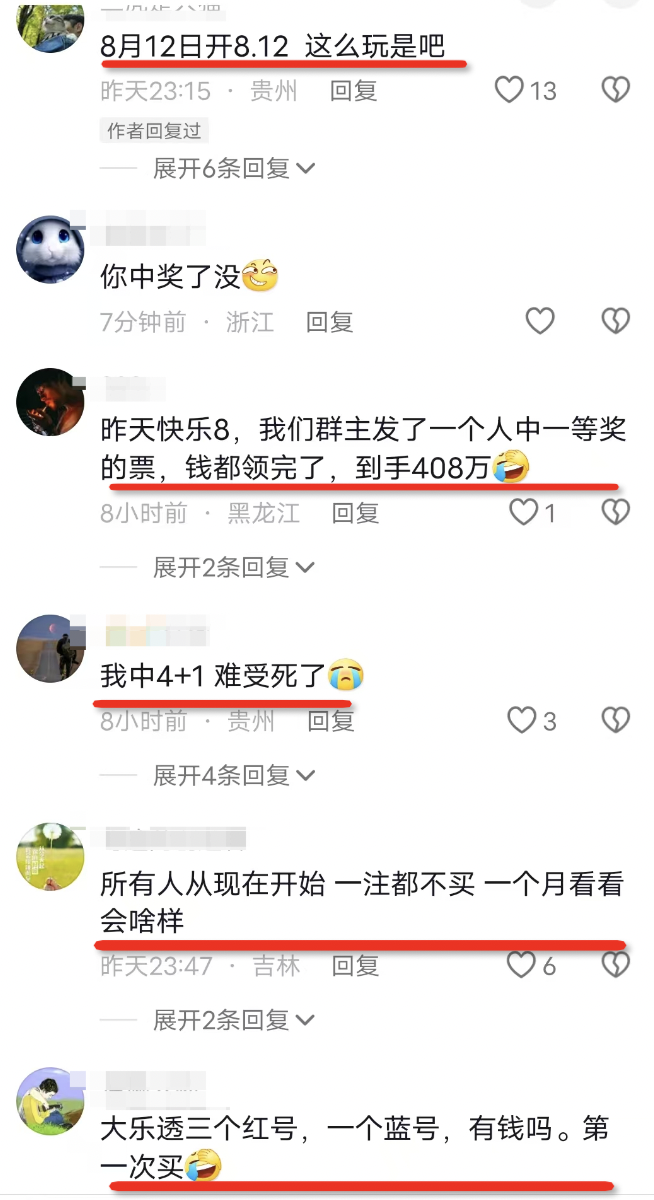 8月12日开8.12 这么玩是吧
昨天23:15 · 贵州 回复 13
作者回复过
展开6条回复
你中奖了没
7分钟前 · 浙江 回复
昨天快乐8，我们群主发了一个人中一等奖
的票，钱都领完了，到手408万
8小时前 · 黑龙江 回复 1
展开2条回复
我中4+1 难受死了
8小时前 · 贵州 回复 3
展开4条回复
所有人从现在开始 一注都不买 一个月看看
会啥样
昨天23:47 · 吉林 回复 6
展开2条回复
大乐透三个红号，一个蓝号，有钱吗。第
一次买